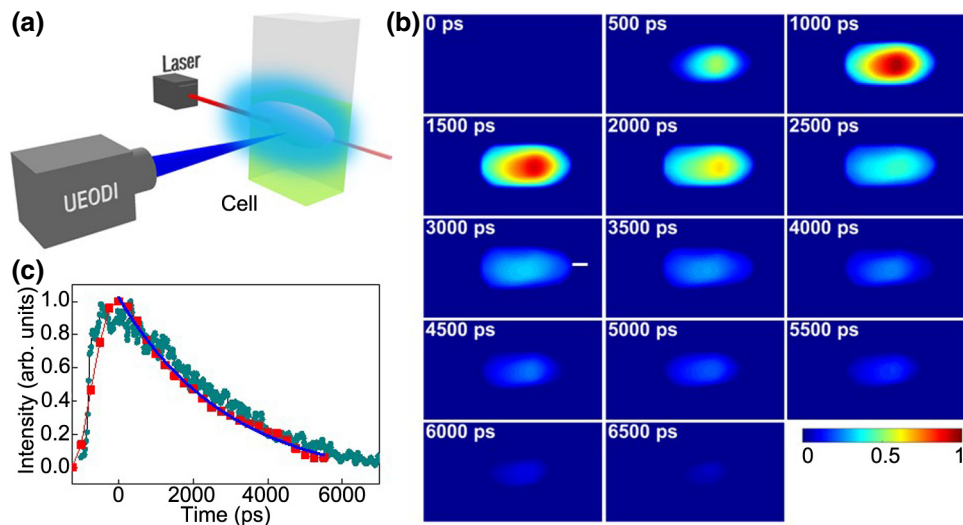 (a)
Laser
UEODI
Cell
(b)
0 ps
500 ps
1000 ps
1500 ps
2000 ps
2500 ps
3000 ps
3500 ps
4000 ps
4500 ps
5000 ps
5500 ps
6000 ps
6500 ps
0 0.5 1
(c)
Intensity (arb. units)
1.0
0.8
0.6
0.4
0.2
0.0
0 2000 4000 6000
Time (ps)